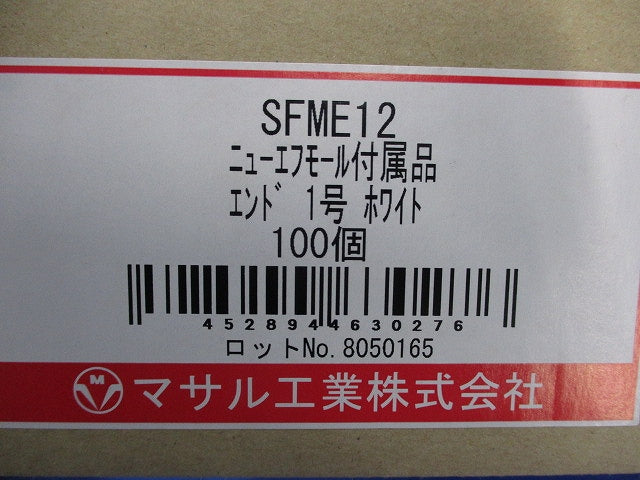 SFME12
ﾆｭｰｴﾌﾓｰﾙ付属品
ｴﾝﾄﾞ 1号 ﾎﾜｲﾄ
100個
4528944630276
ロットNo. 8050165
M マサル工業株式会社